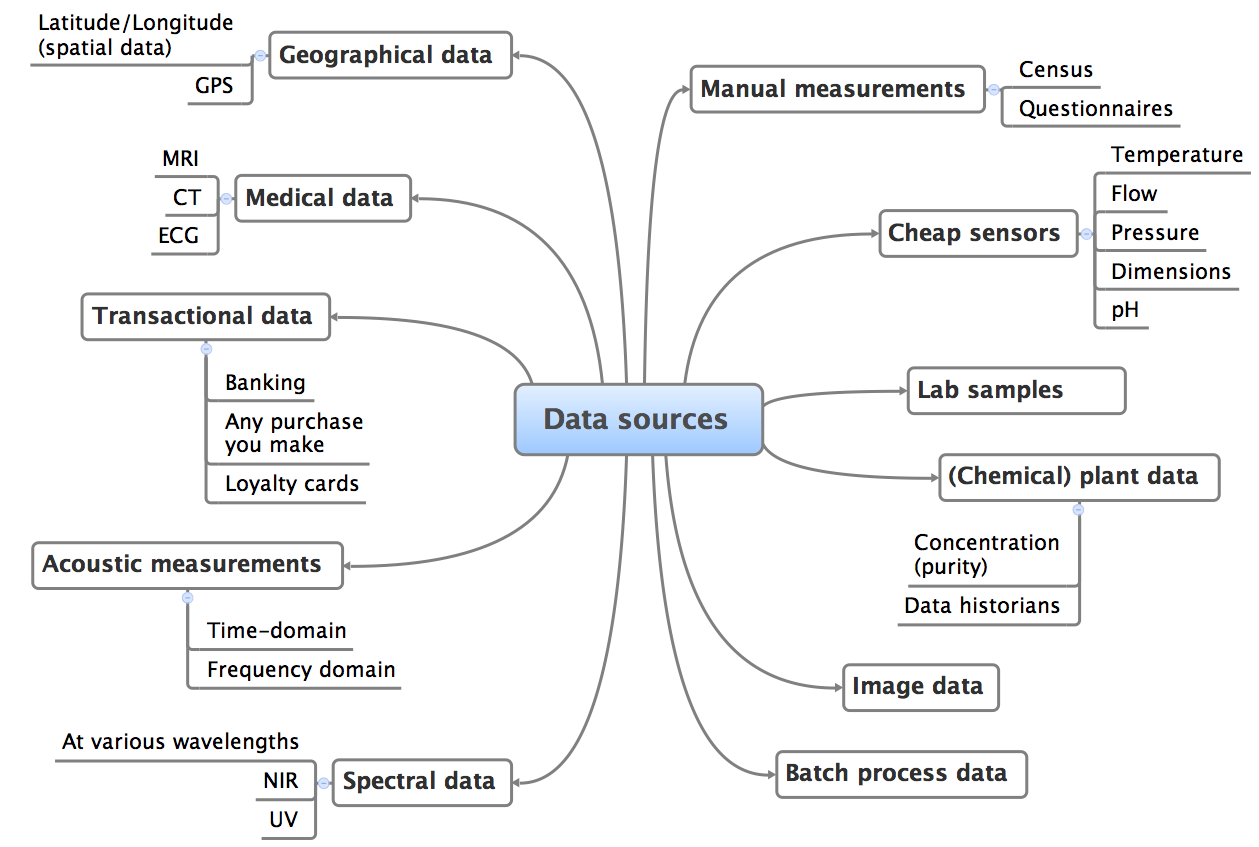 Data sources
Geographical data
Latitude/Longitude
(spatial data)
GPS
Medical data
MRI
CT
ECG
Transactional data
Banking
Any purchase
you make
Loyalty cards
Acoustic measurements
Time-domain
Frequency domain
Spectral data
At various wavelengths
NIR
UV
Manual measurements
Census
Questionnaires
Cheap sensors
Temperature
Flow
Pressure
Dimensions
pH
Lab samples
(Chemical) plant data
Concentration
(purity)
Data historians
Image data
Batch process data